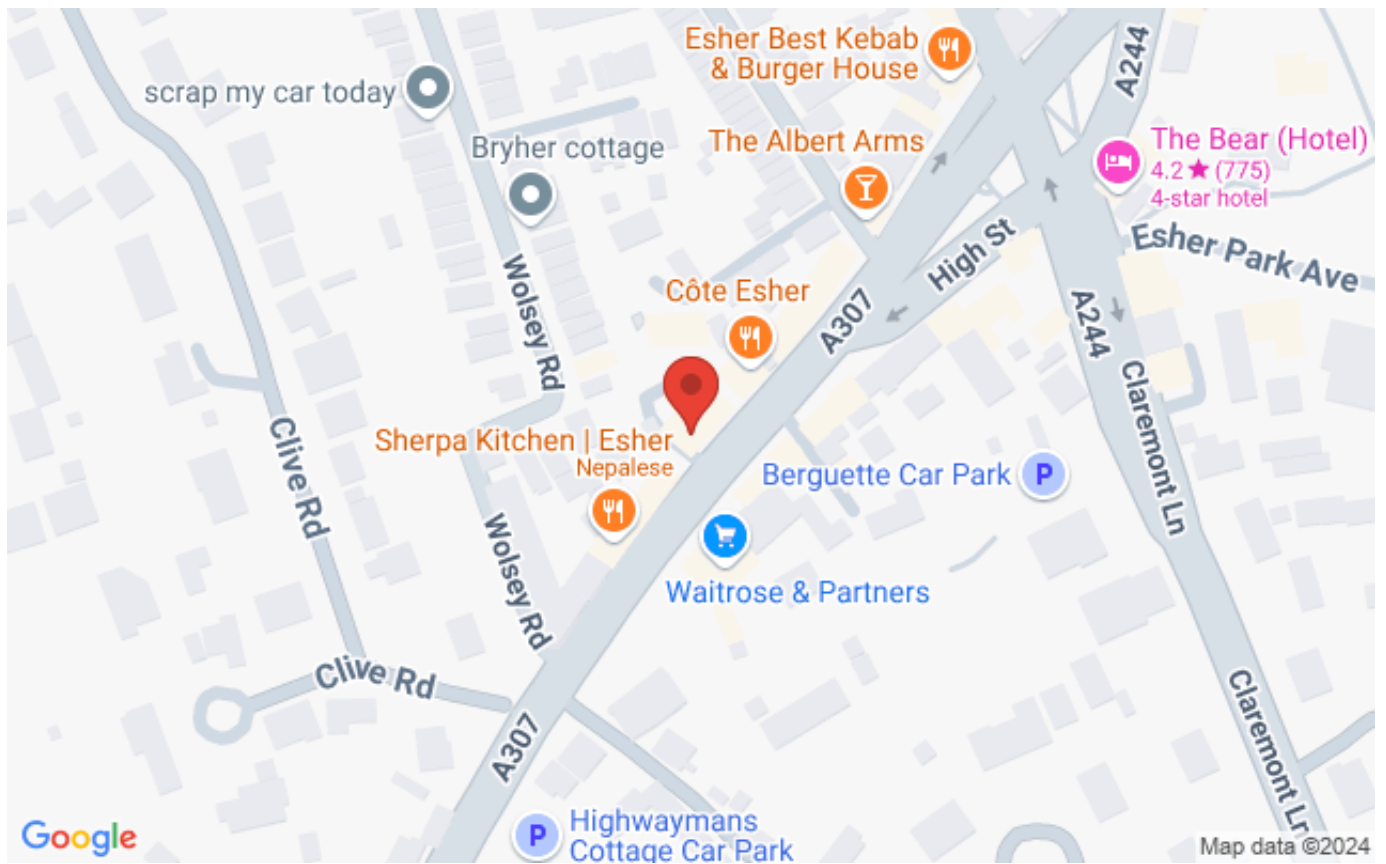 Esher Best Kebab
& Burger House
A244
scrap my car today
The Albert Arms
The Bear (Hotel)
4.2 ★ (775)
4-star hotel
Bryher cottage
High St
Esher Park Ave
Wolsey Rd
Côte Esher
A307
A244
Clive Rd
Sherpa Kitchen | Esher
Nepalese
Berguette Car Park
P
Claremont Ln
Wolsey Rd
Waitrose & Partners
Clive Rd
A307
Claremont Ln
P
Highwaymans
Cottage Car Park
Google
Map data ©2024